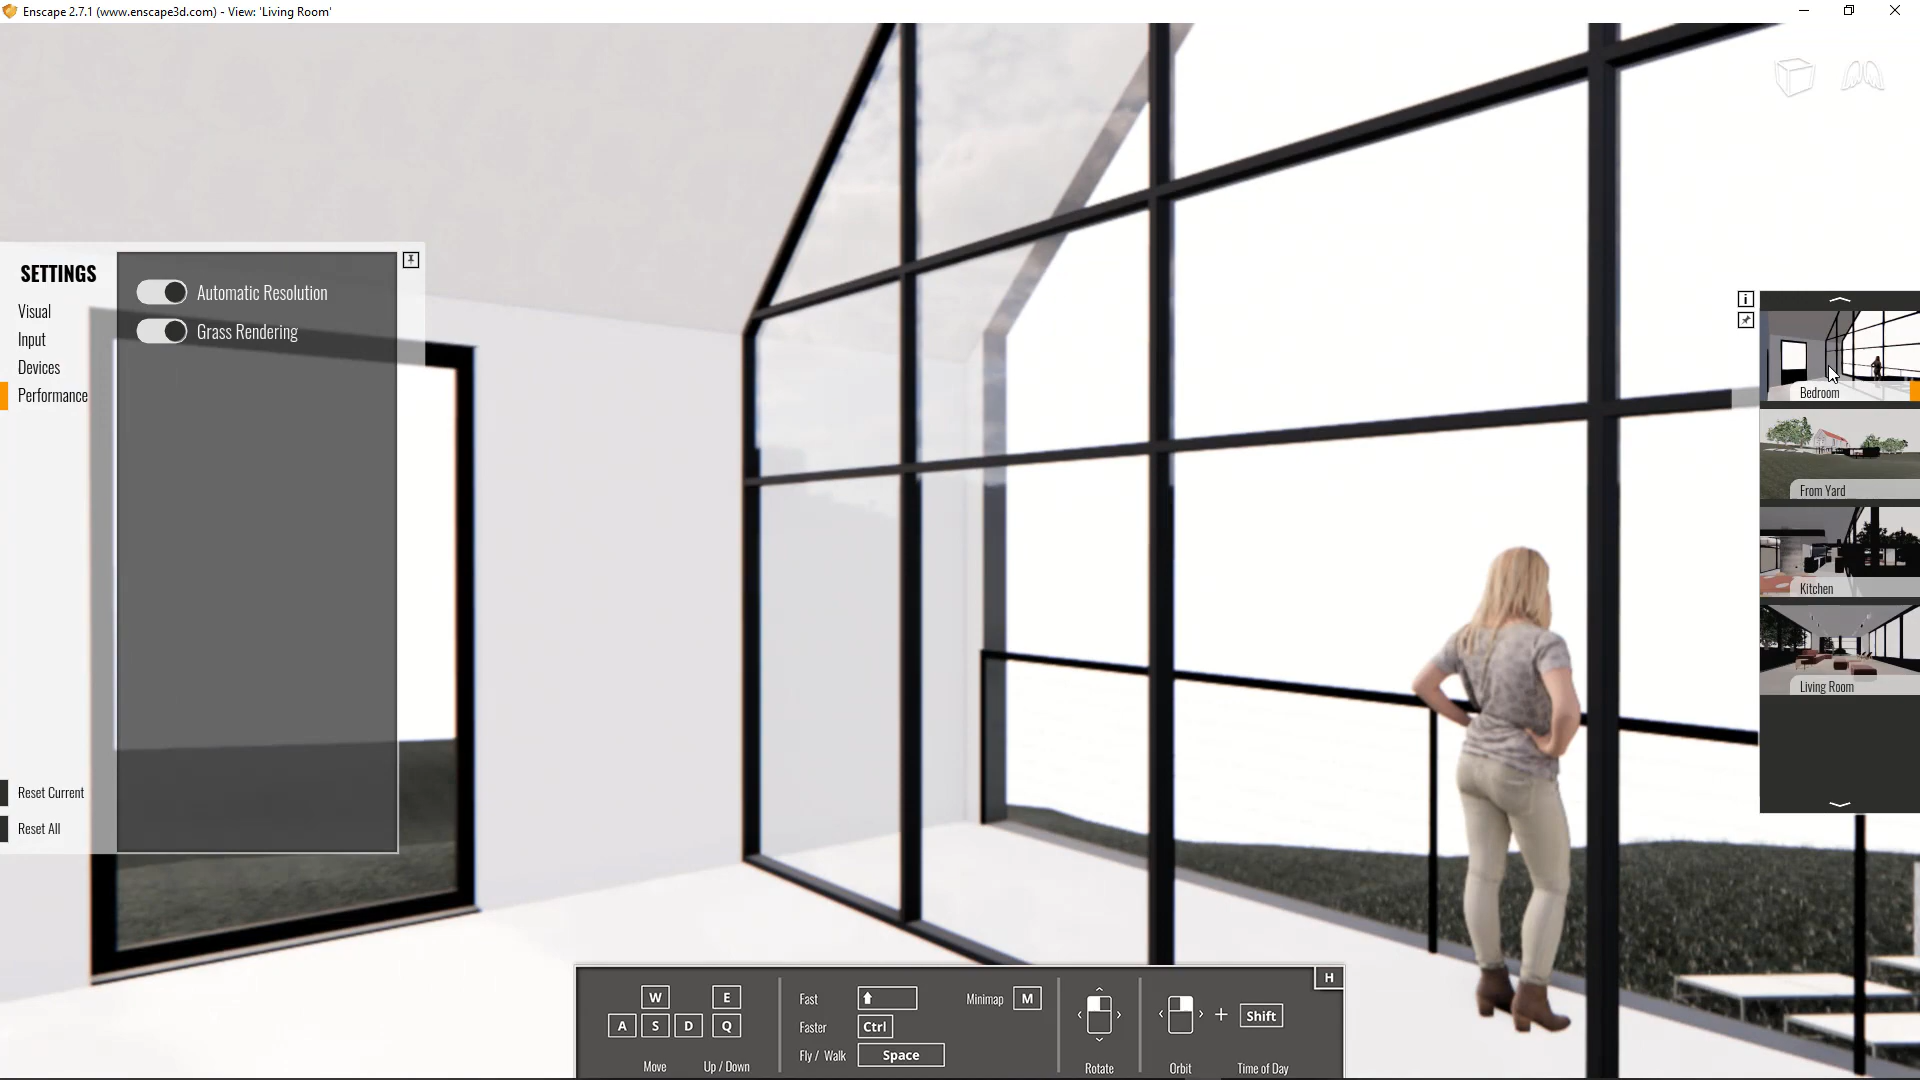 Enscape 2.7.1 (www.enscape3d.com) - View: 'Living Room'
SETTINGS
Visual
Input
Devices
Performance
Automatic Resolution
Grass Rendering
Reset Current
Reset All
i
Bedroom
From Yard
Kitchen
Living Room
H
W E
A S D Q
Move Up / Down
Fast
Faster Ctrl
Fly / Walk Space
Minimap M
Rotate
+ Shift
Orbit Time of Day